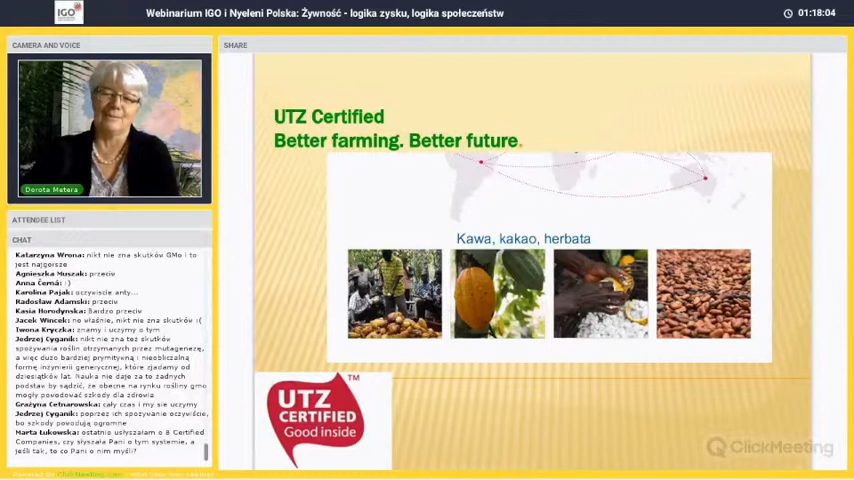 IGO
Webinarium IGO i Nyeleni Polska: Żywność - logika zysku, logika społeczeństw
01:18:04
CAMERA AND VOICE
Dorota Metera
ATTENDEE LIST
CHAT
Katarzyna Wrona: nikt nie zna skutków GMo i to
jest najgorsze
Agnieszka Muszak: przeciw
Anna Černá: :)
Karolina Pajak: oczywiscie anty...
Radosław Adamski: przeciw
Kasia Horodynska: Bardzo przeciw
Jacek Wincek: no właśnie, nikt nie zna skutków :(
Iwona Kryczka: znamy i uczymy o tym
Jedrzej Cyganik: nikt nie zna też skutków
spożywania roślin otrzymanych przez mutagenezę,
a więc dużo bardziej prymitywną i nieobliczalną
formę inżynierii generycznej, które zjadamy od
dziesiątków lat. Nauka nie daje za to żadnych
podstaw by sądzić, że obecne na rynku rośliny gmo
mogły powodować szkody dla zdrowia
Grażyna Cetnarowska: cały czas i my sie uczymy
Jedrzej Cyganik: poprzez ich spożywanie oczywiście,
bo szkody powodują ogromne
Marta Łukowska: ostatnio usłyszałam o B Certified
Companies, czy słyszała Pani o tym systemie, a
jeśli tak, to co Pani o nim myśli?
SHARE
UTZ Certified
Better farming. Better future.
Kawa, kakao, herbata
UTZ
CERTIFIED
Good inside
TM
ClickMeeting